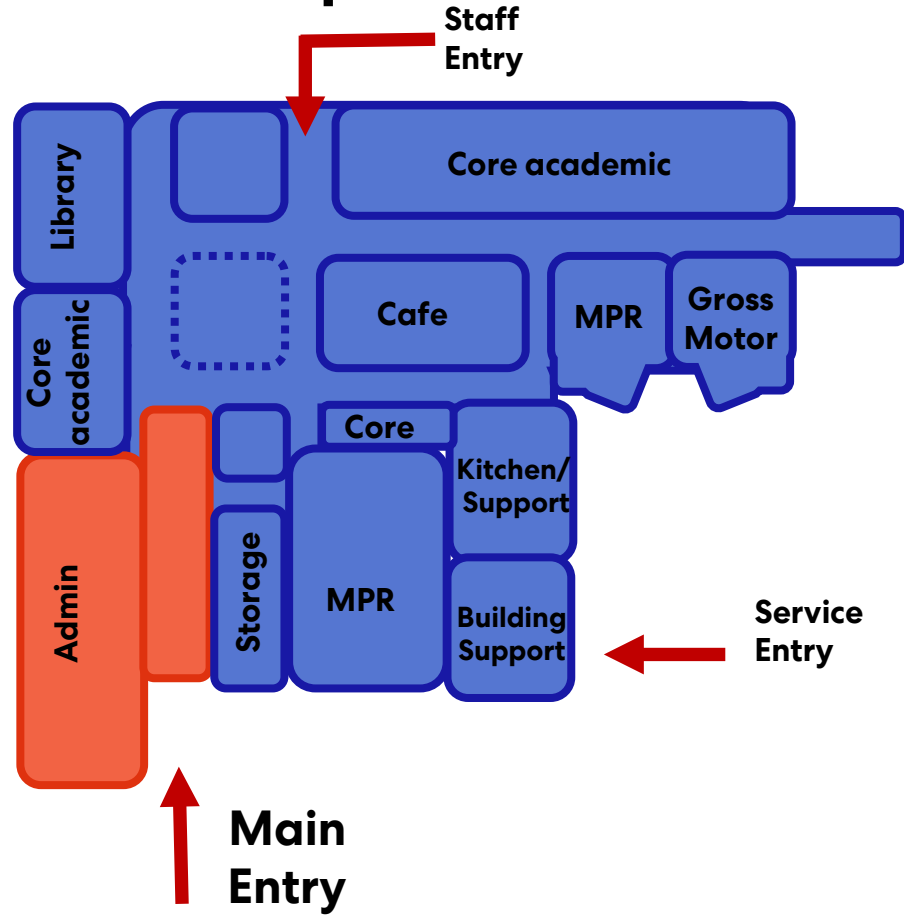 Staff
Entry
Core academic
Library
Cafe
MPR
Gross
Motor
Core
academic
Core
Kitchen/
Support
Admin
Storage
MPR
Building
Support
Service
Entry
Main
Entry